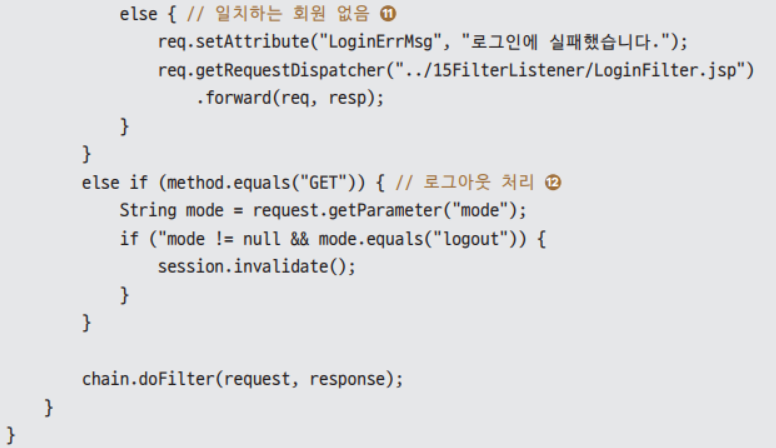 else { // 일치하는 회원 없음 ⓫
req.setAttribute("LoginErrMsg", "로그인에 실패했습니다.");
req.getRequestDispatcher("../15FilterListener/LoginFilter.jsp")
.forward(req, resp);
}
}
else if (method.equals("GET")) { // 로그아웃 처리 ⓬
String mode = request.getParameter("mode");
if ("mode != null && mode.equals("logout")) {
session.invalidate();
}
}
chain.doFilter(request, response);
}
}